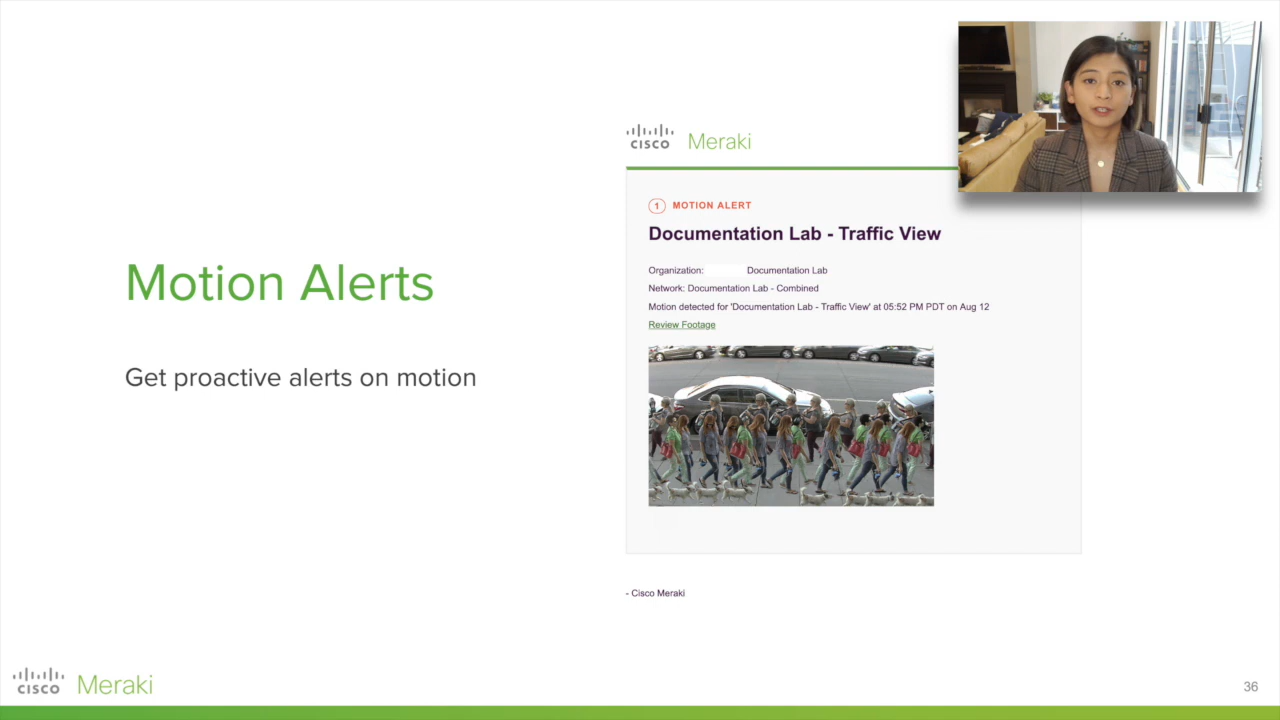 Motion Alerts
Get proactive alerts on motion
CISCO Meraki
1 MOTION ALERT
Documentation Lab - Traffic View
Organization: Documentation Lab
Network: Documentation Lab - Combined
Motion detected for 'Documentation Lab - Traffic View' at 05:52 PM PDT on Aug 12
Review Footage
- Cisco Meraki
CISCO Meraki
36